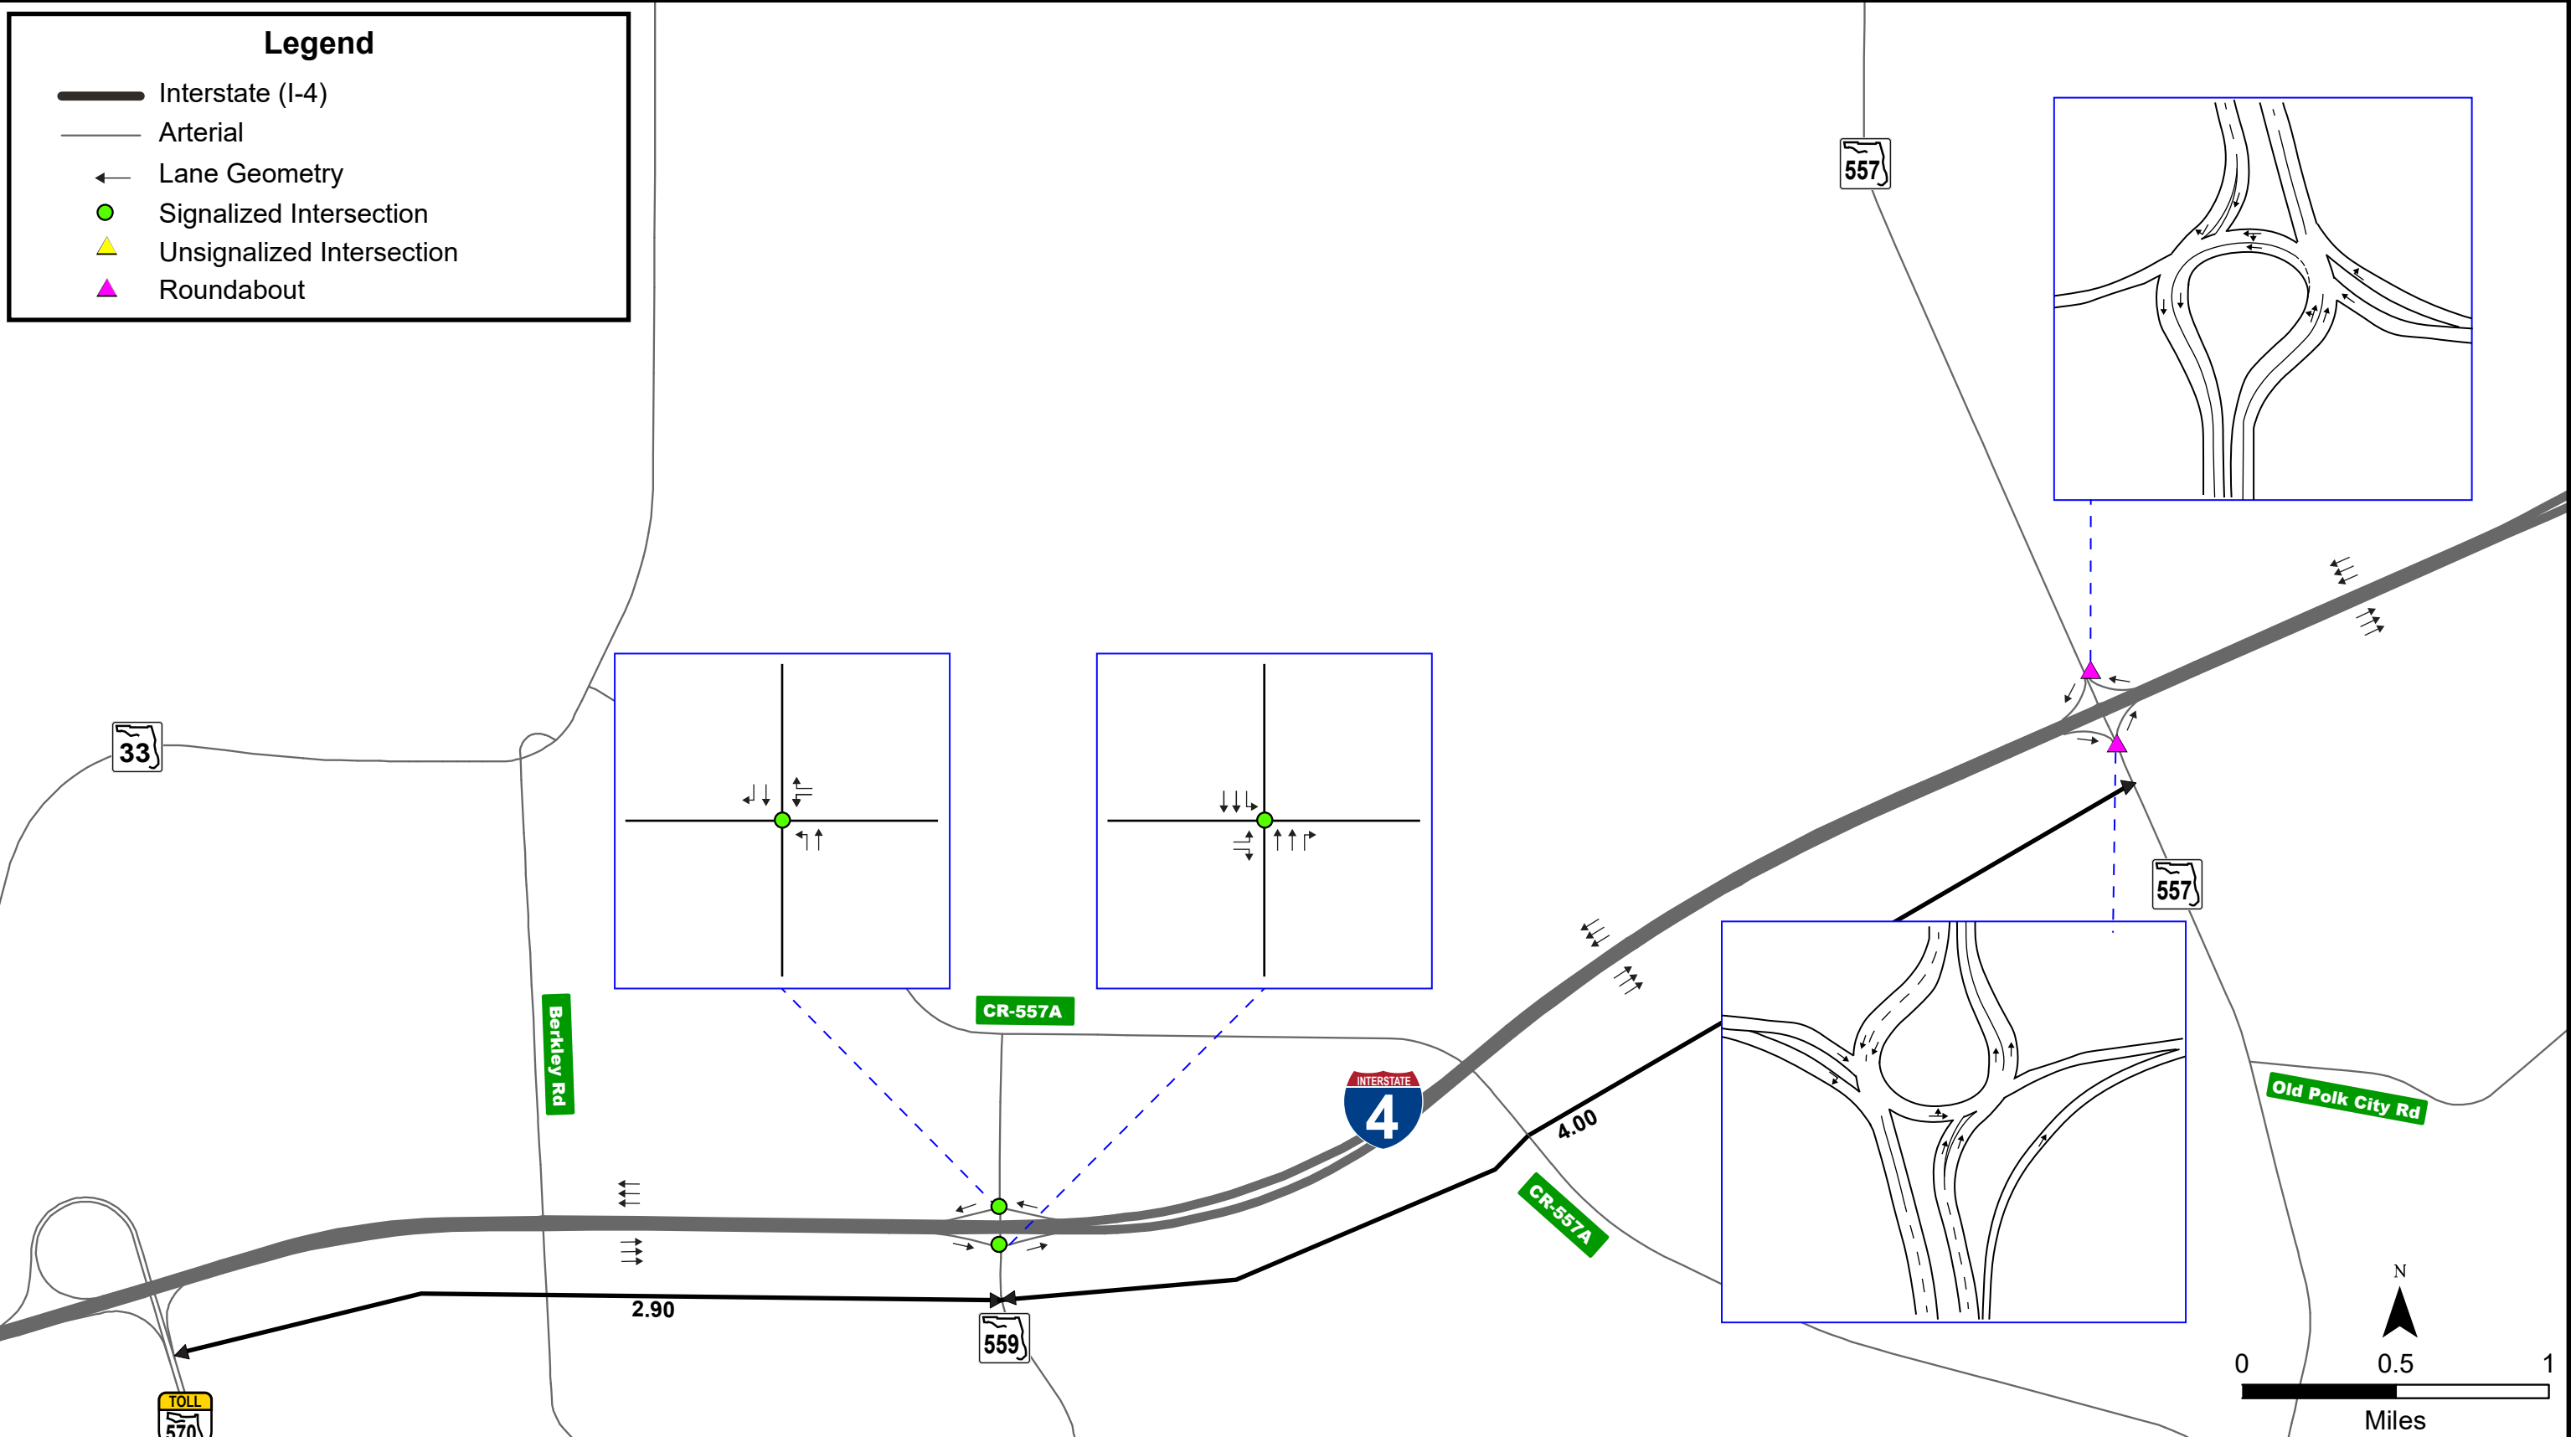 Legend
Interstate (I-4)
Arterial
Lane Geometry
Signalized Intersection
Unsignalized Intersection
Roundabout
557
33
557
CR-557A
Berkley Rd
INTERSTATE
4
Old Polk City Rd
4.00
CR-557A
2.90
559
N
0 0.5 1
Miles
TOLL
570